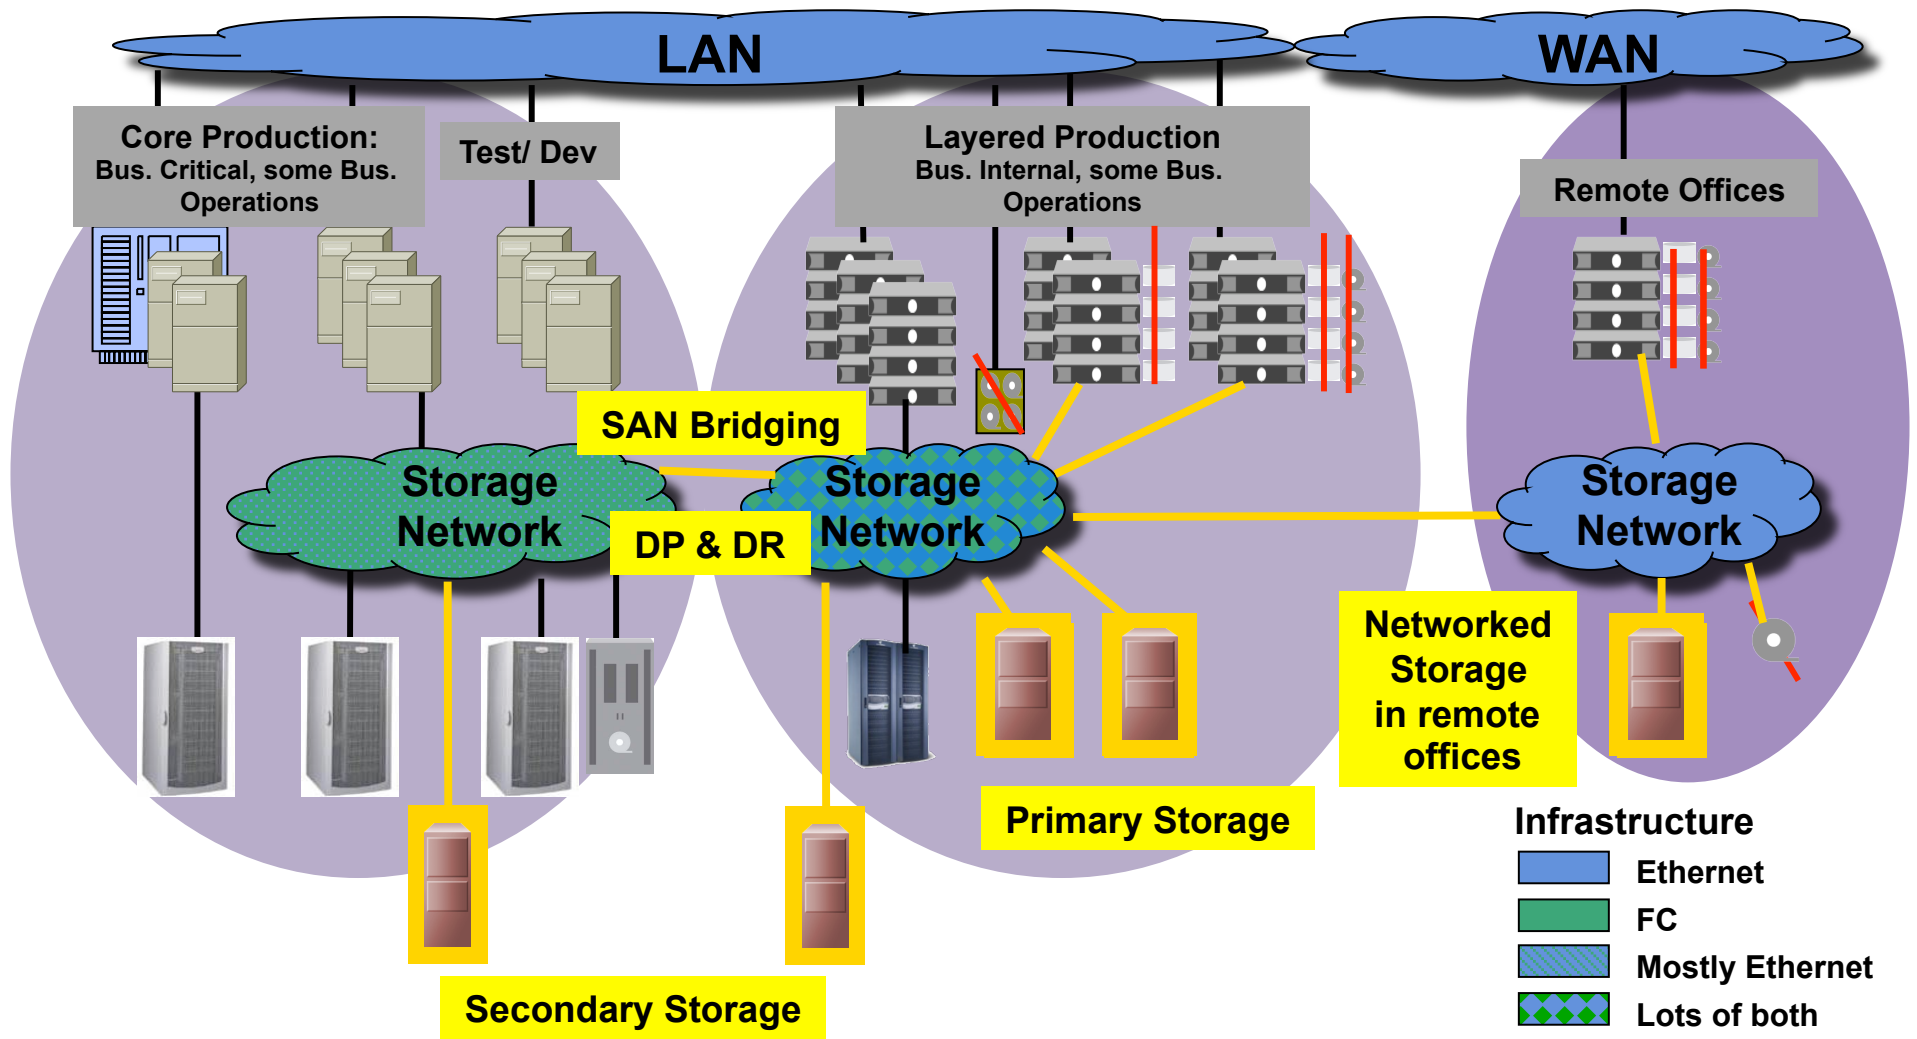 LAN
WAN
Core Production:
Bus. Critical, some Bus.
Operations
Test/ Dev
Layered Production
Bus. Internal, some Bus.
Operations
Remote Offices
SAN Bridging
Storage
Network
DP & DR
Storage
Network
Storage
Network
Networked
Storage
in remote
offices
Primary Storage
Secondary Storage
Infrastructure
Ethernet
FC
Mostly Ethernet
Lots of both